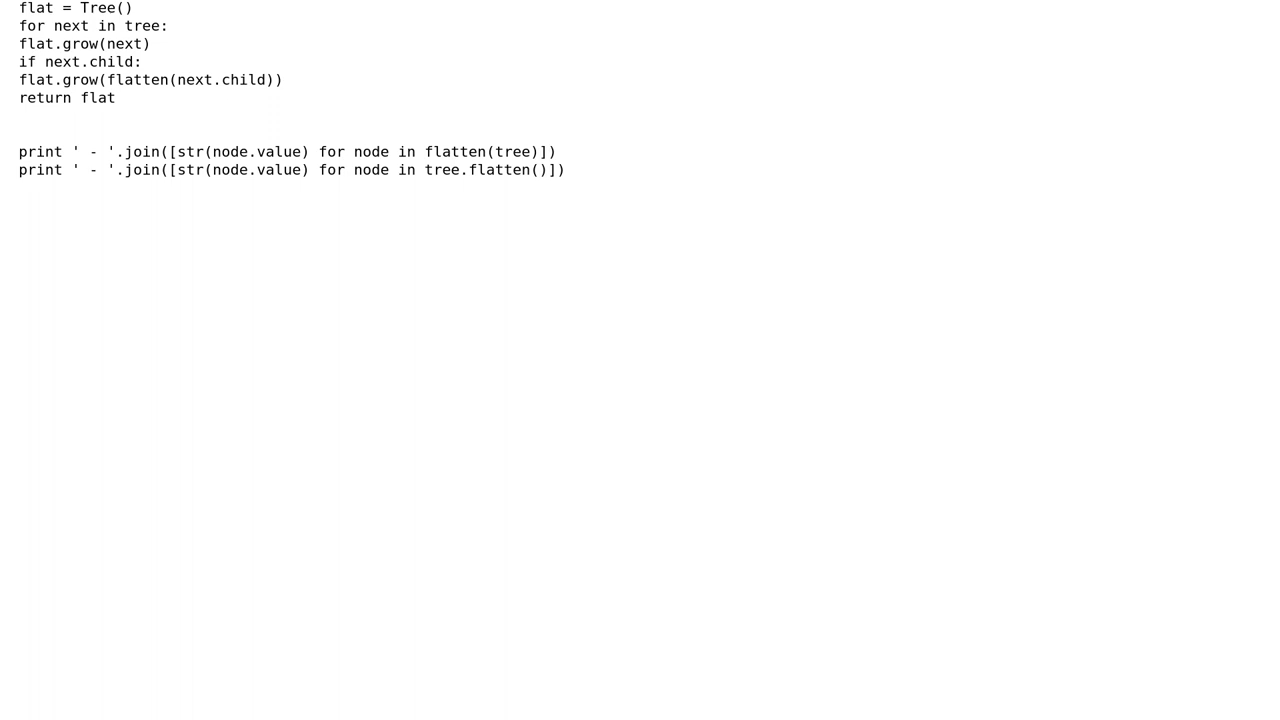 flat = Tree()
for next in tree:
flat.grow(next)
if next.child:
flat.grow(flatten(next.child))
return flat
print ' - '.join([str(node.value) for node in flatten(tree)])
print ' - '.join([str(node.value) for node in tree.flatten()])